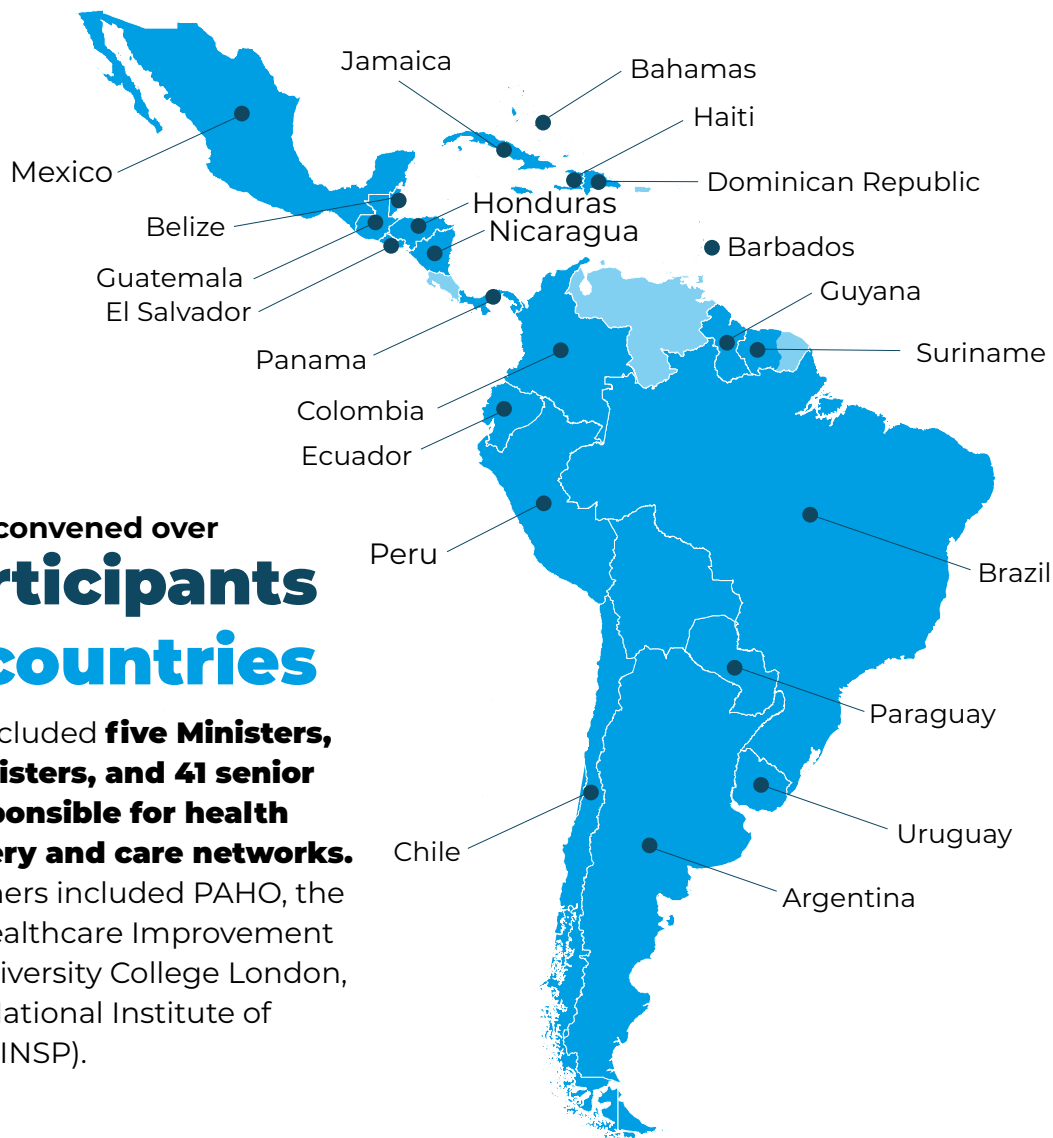 Jamaica
Bahamas
Haiti
Mexico
Dominican Republic
Honduras
Belize
Nicaragua
Barbados
Guatemala
Guyana
El Salvador
Panama
Suriname
Colombia
Ecuador
convened over
Peru
rticipants
Brazil
countries
Paraguay
cluded five Ministers,
isters, and 41 senior
ponsible for health
Uruguay
ery and care networks.
Chile
ners included PAHO, the
Argentina
ealthcare Improvement
iversity College London,
National Institute of
INSP).